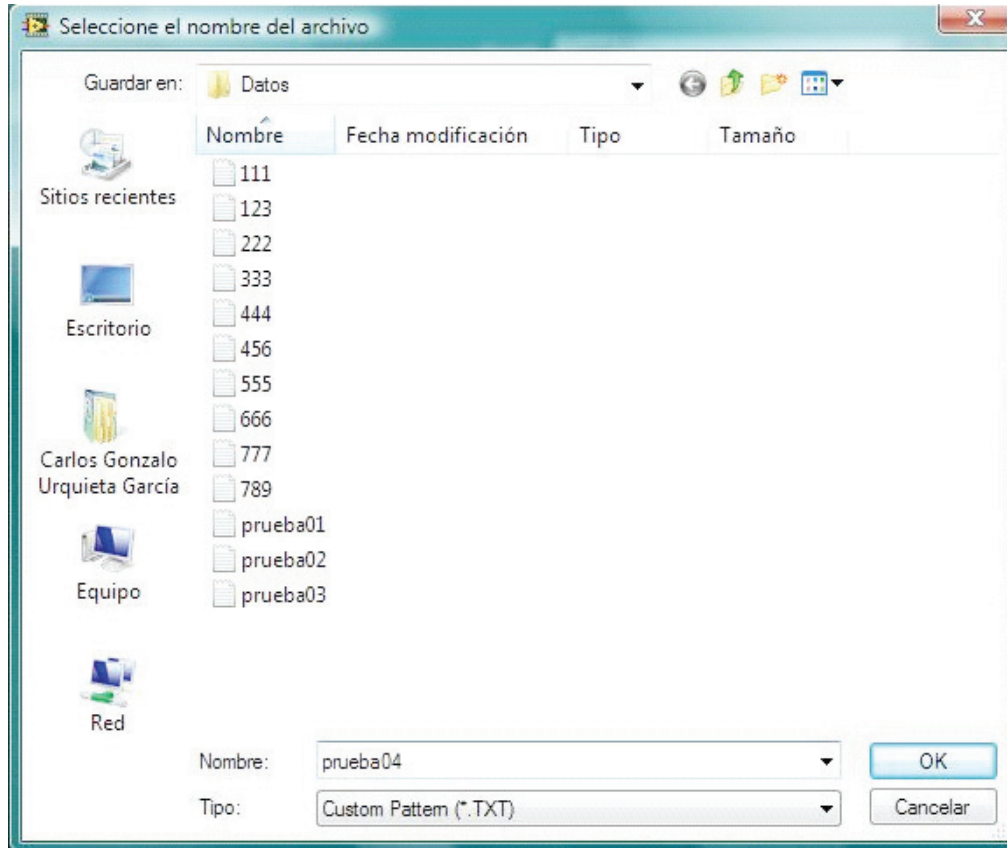 Seleccione el nombre del archivo
Guardar en: Datos
Nombre Fecha modificación Tipo Tamaño
Sitios recientes
Escritorio
Carlos Gonzalo
Urquieta García
Equipo
Red
111
123
222
333
444
456
555
666
777
789
prueba01
prueba02
prueba03
Nombre: prueba04 OK
Tipo: Custom Pattern (*.TXT) Cancelar